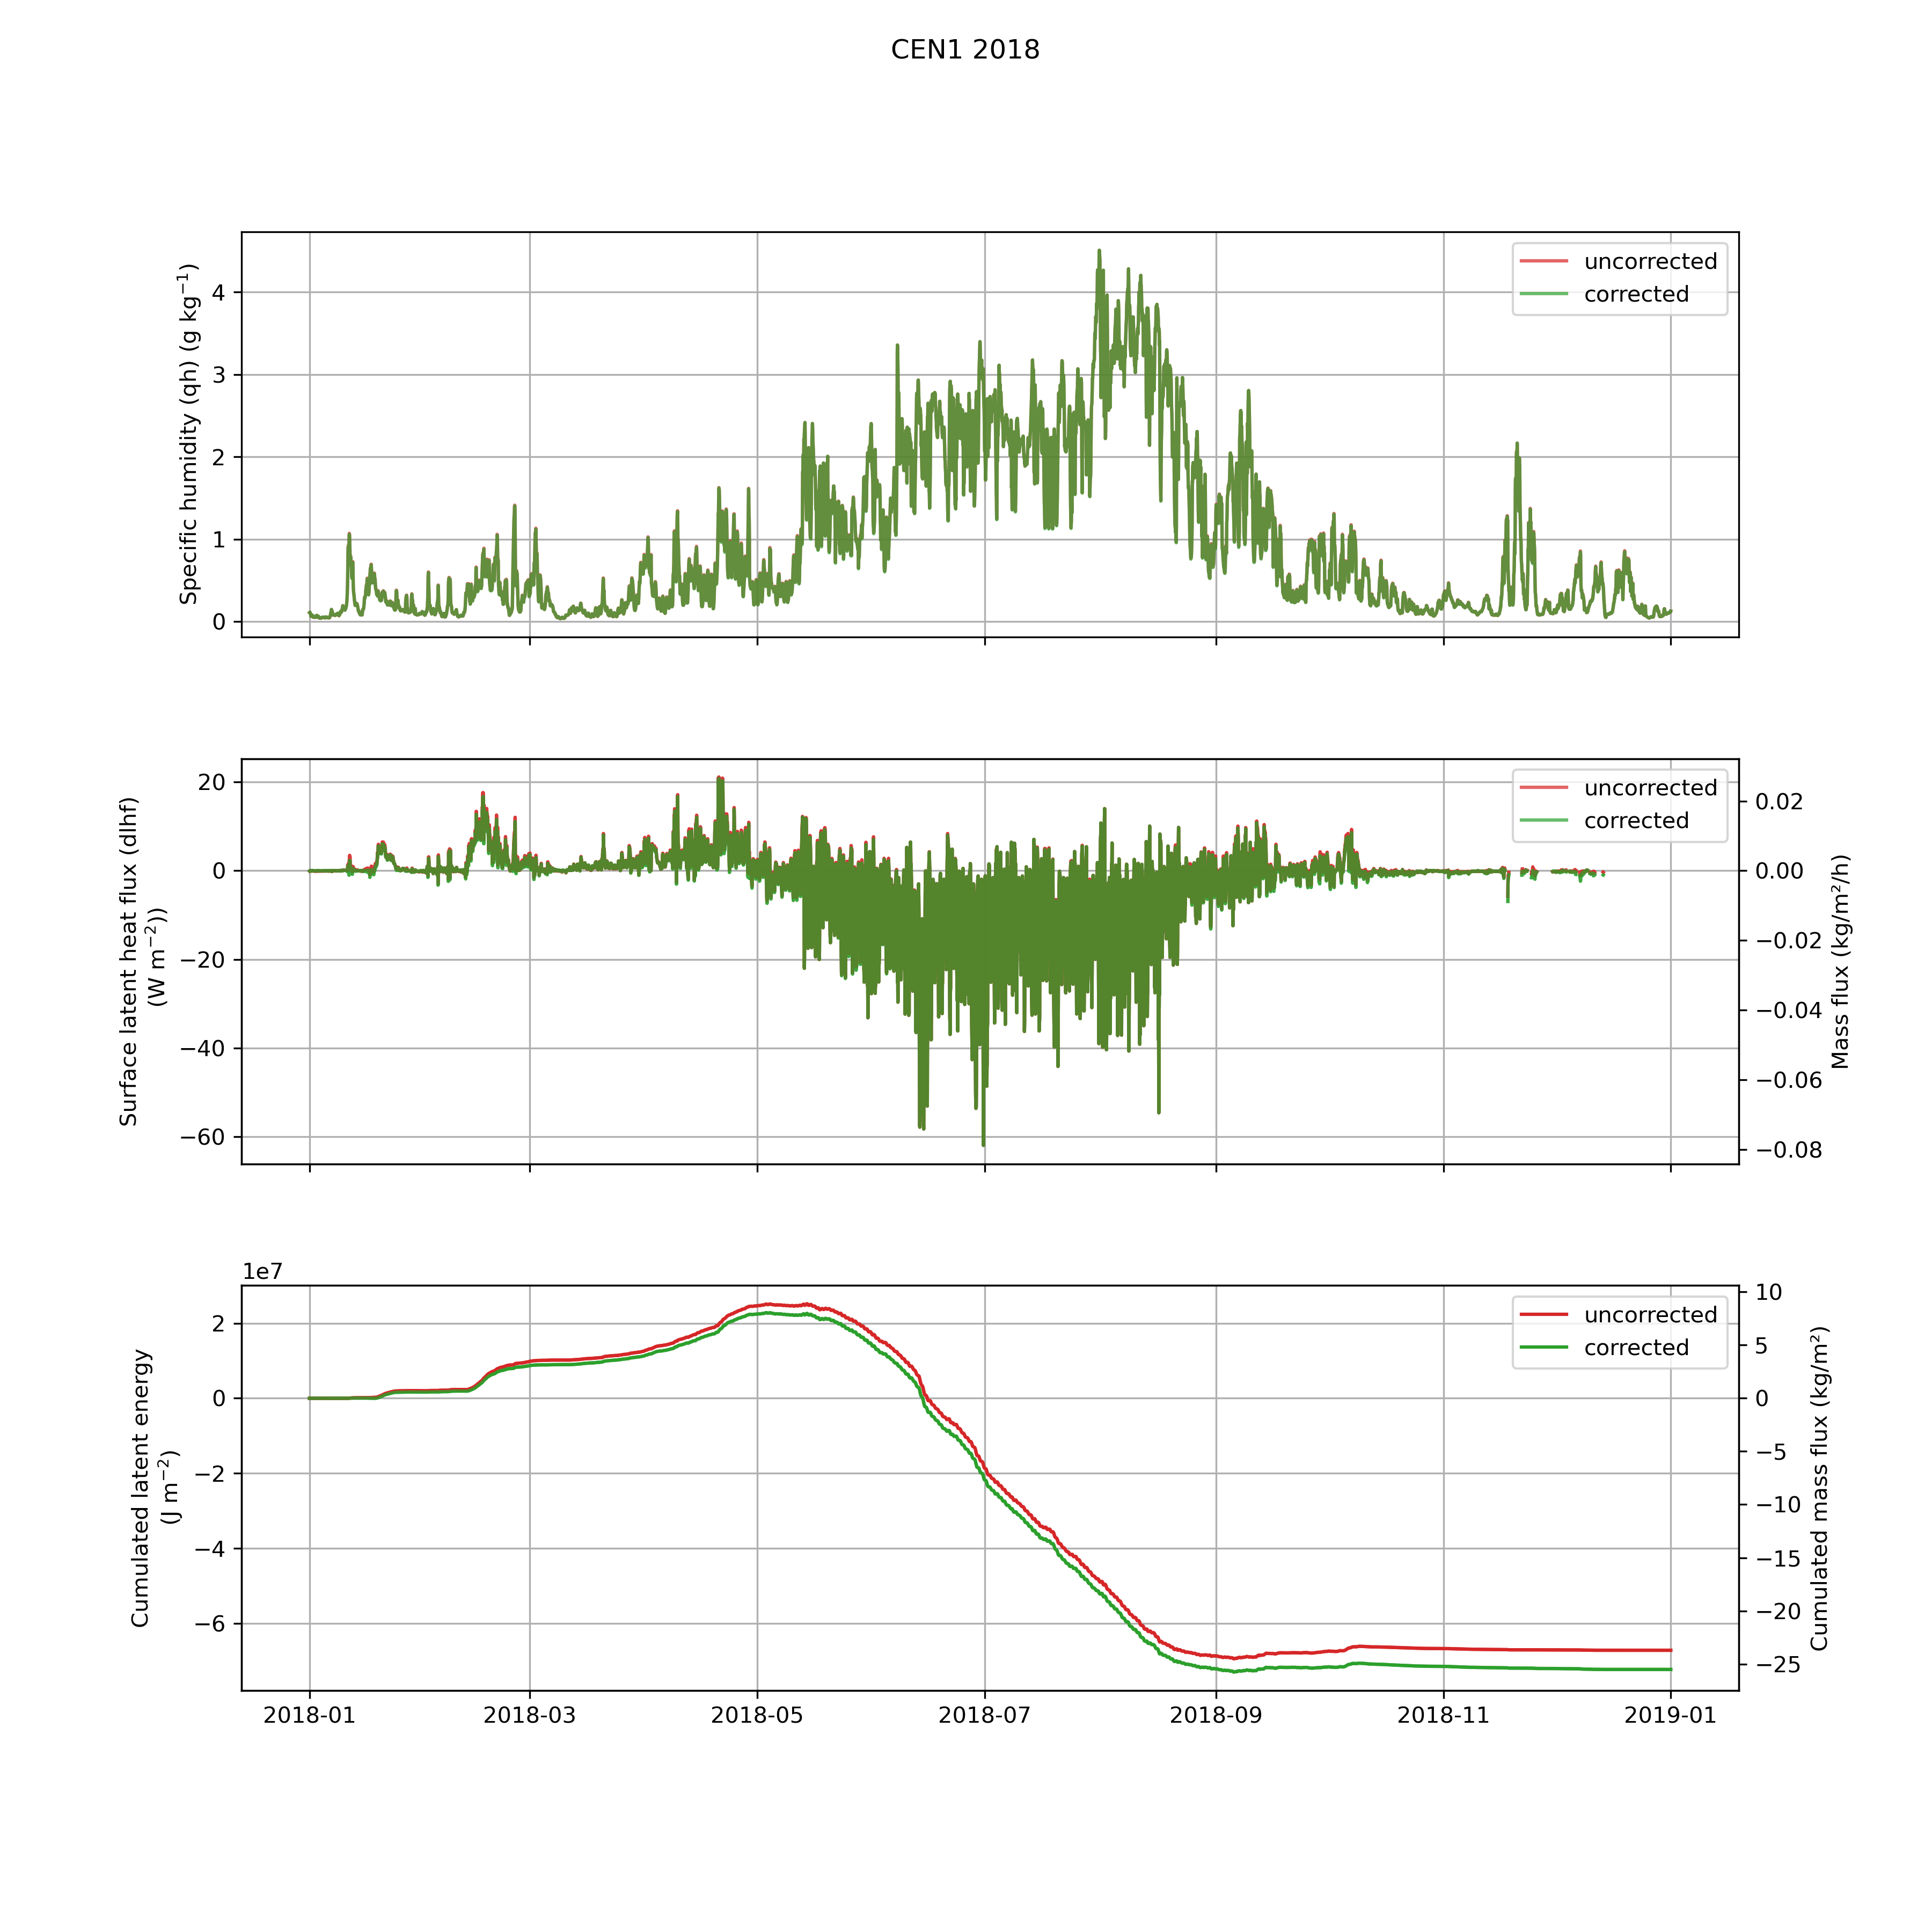 CEN1 2018
Specific humidity (qh) (g kg⁻¹)
4
3
2
1
0
uncorrected
corrected
Surface latent heat flux (dlhf)
(W m⁻²))
20
0
−20
−40
−60
uncorrected
corrected
0.02
0.00
−0.02
−0.04
−0.06
−0.08
Mass flux (kg/m²/h)
1e7
Cumulated latent energy
(J m⁻²)
2
0
−2
−4
−6
uncorrected
corrected
10
5
0
−5
−10
−15
−20
−25
Cumulated mass flux (kg/m²)
2018-01
2018-03
2018-05
2018-07
2018-09
2018-11
2019-01